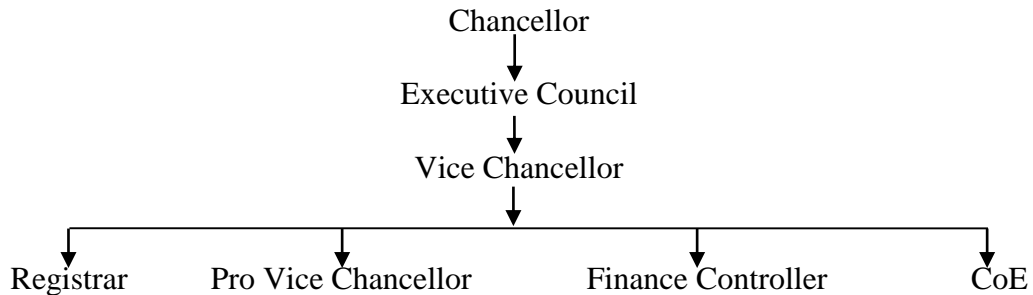 Chancellor
Executive Council
Vice Chancellor
Registrar Pro Vice Chancellor Finance Controller CoE